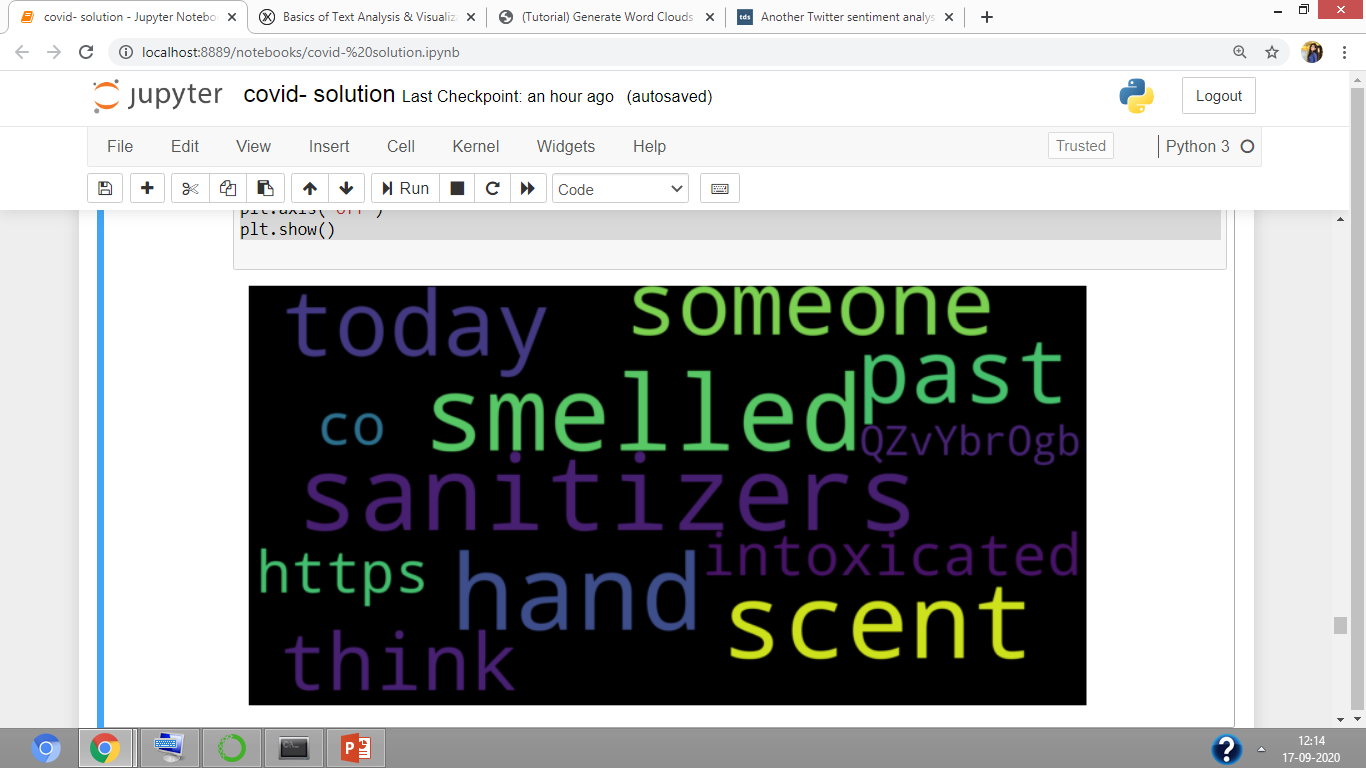 covid- solution - Jupyter Notebo
Basics of Text Analysis & Visualiz
(Tutorial) Generate Word Clouds
tds
Another Twitter sentiment analys
localhost:8889/notebooks/covid-%20solution.ipynb
jupyter covid- solution Last Checkpoint: an hour ago (autosaved)
Logout
File Edit View Insert Cell Kernel Widgets Help
Trusted
Python 3
Run
Code
plt.show()
today
someone
past
co
smelled
QZvYbrOgb
sanitizers
https
hand
intoxicated
scent
think
12:14
17-09-2020